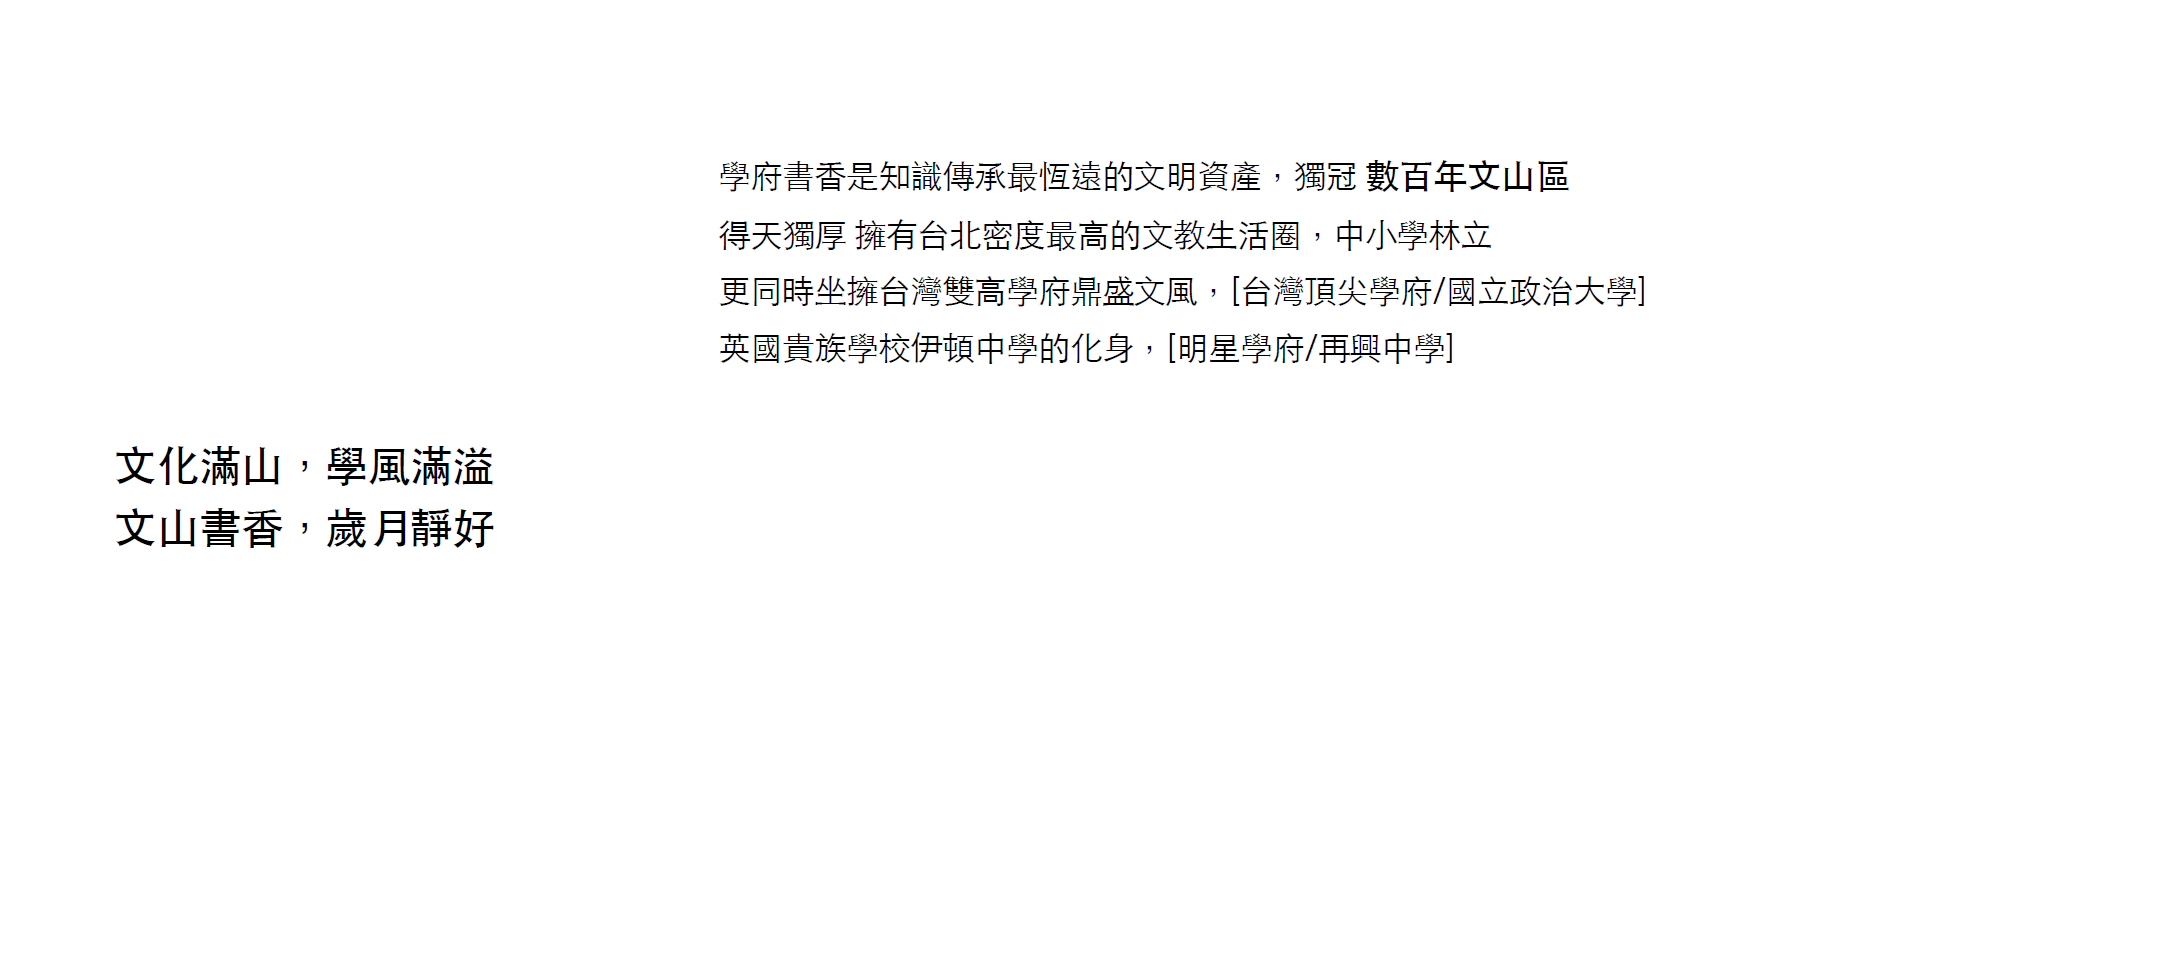 學府書香是知識傳承最恆遠的文明資產，獨冠 數百年文山區
得天獨厚 擁有台北密度最高的文教生活圈，中小學林立
更同時坐擁台灣雙高學府鼎盛文風，[台灣頂尖學府/國立政治大學]
英國貴族學校伊頓中學的化身，[明星學府/再興中學]
文化滿山，學風滿溢
文山書香，歲月靜好